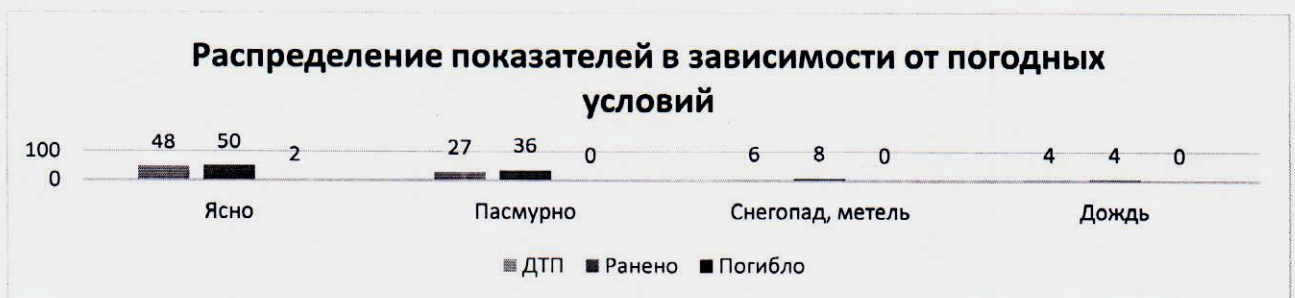 Распределение показателей в зависимости от погодных
условий
100
0
48 50 2
27 36 0
6 8 0
4 4 0
Ясно Пасмурно Снегопад, метель Дождь
ДТП Ранено Погибло